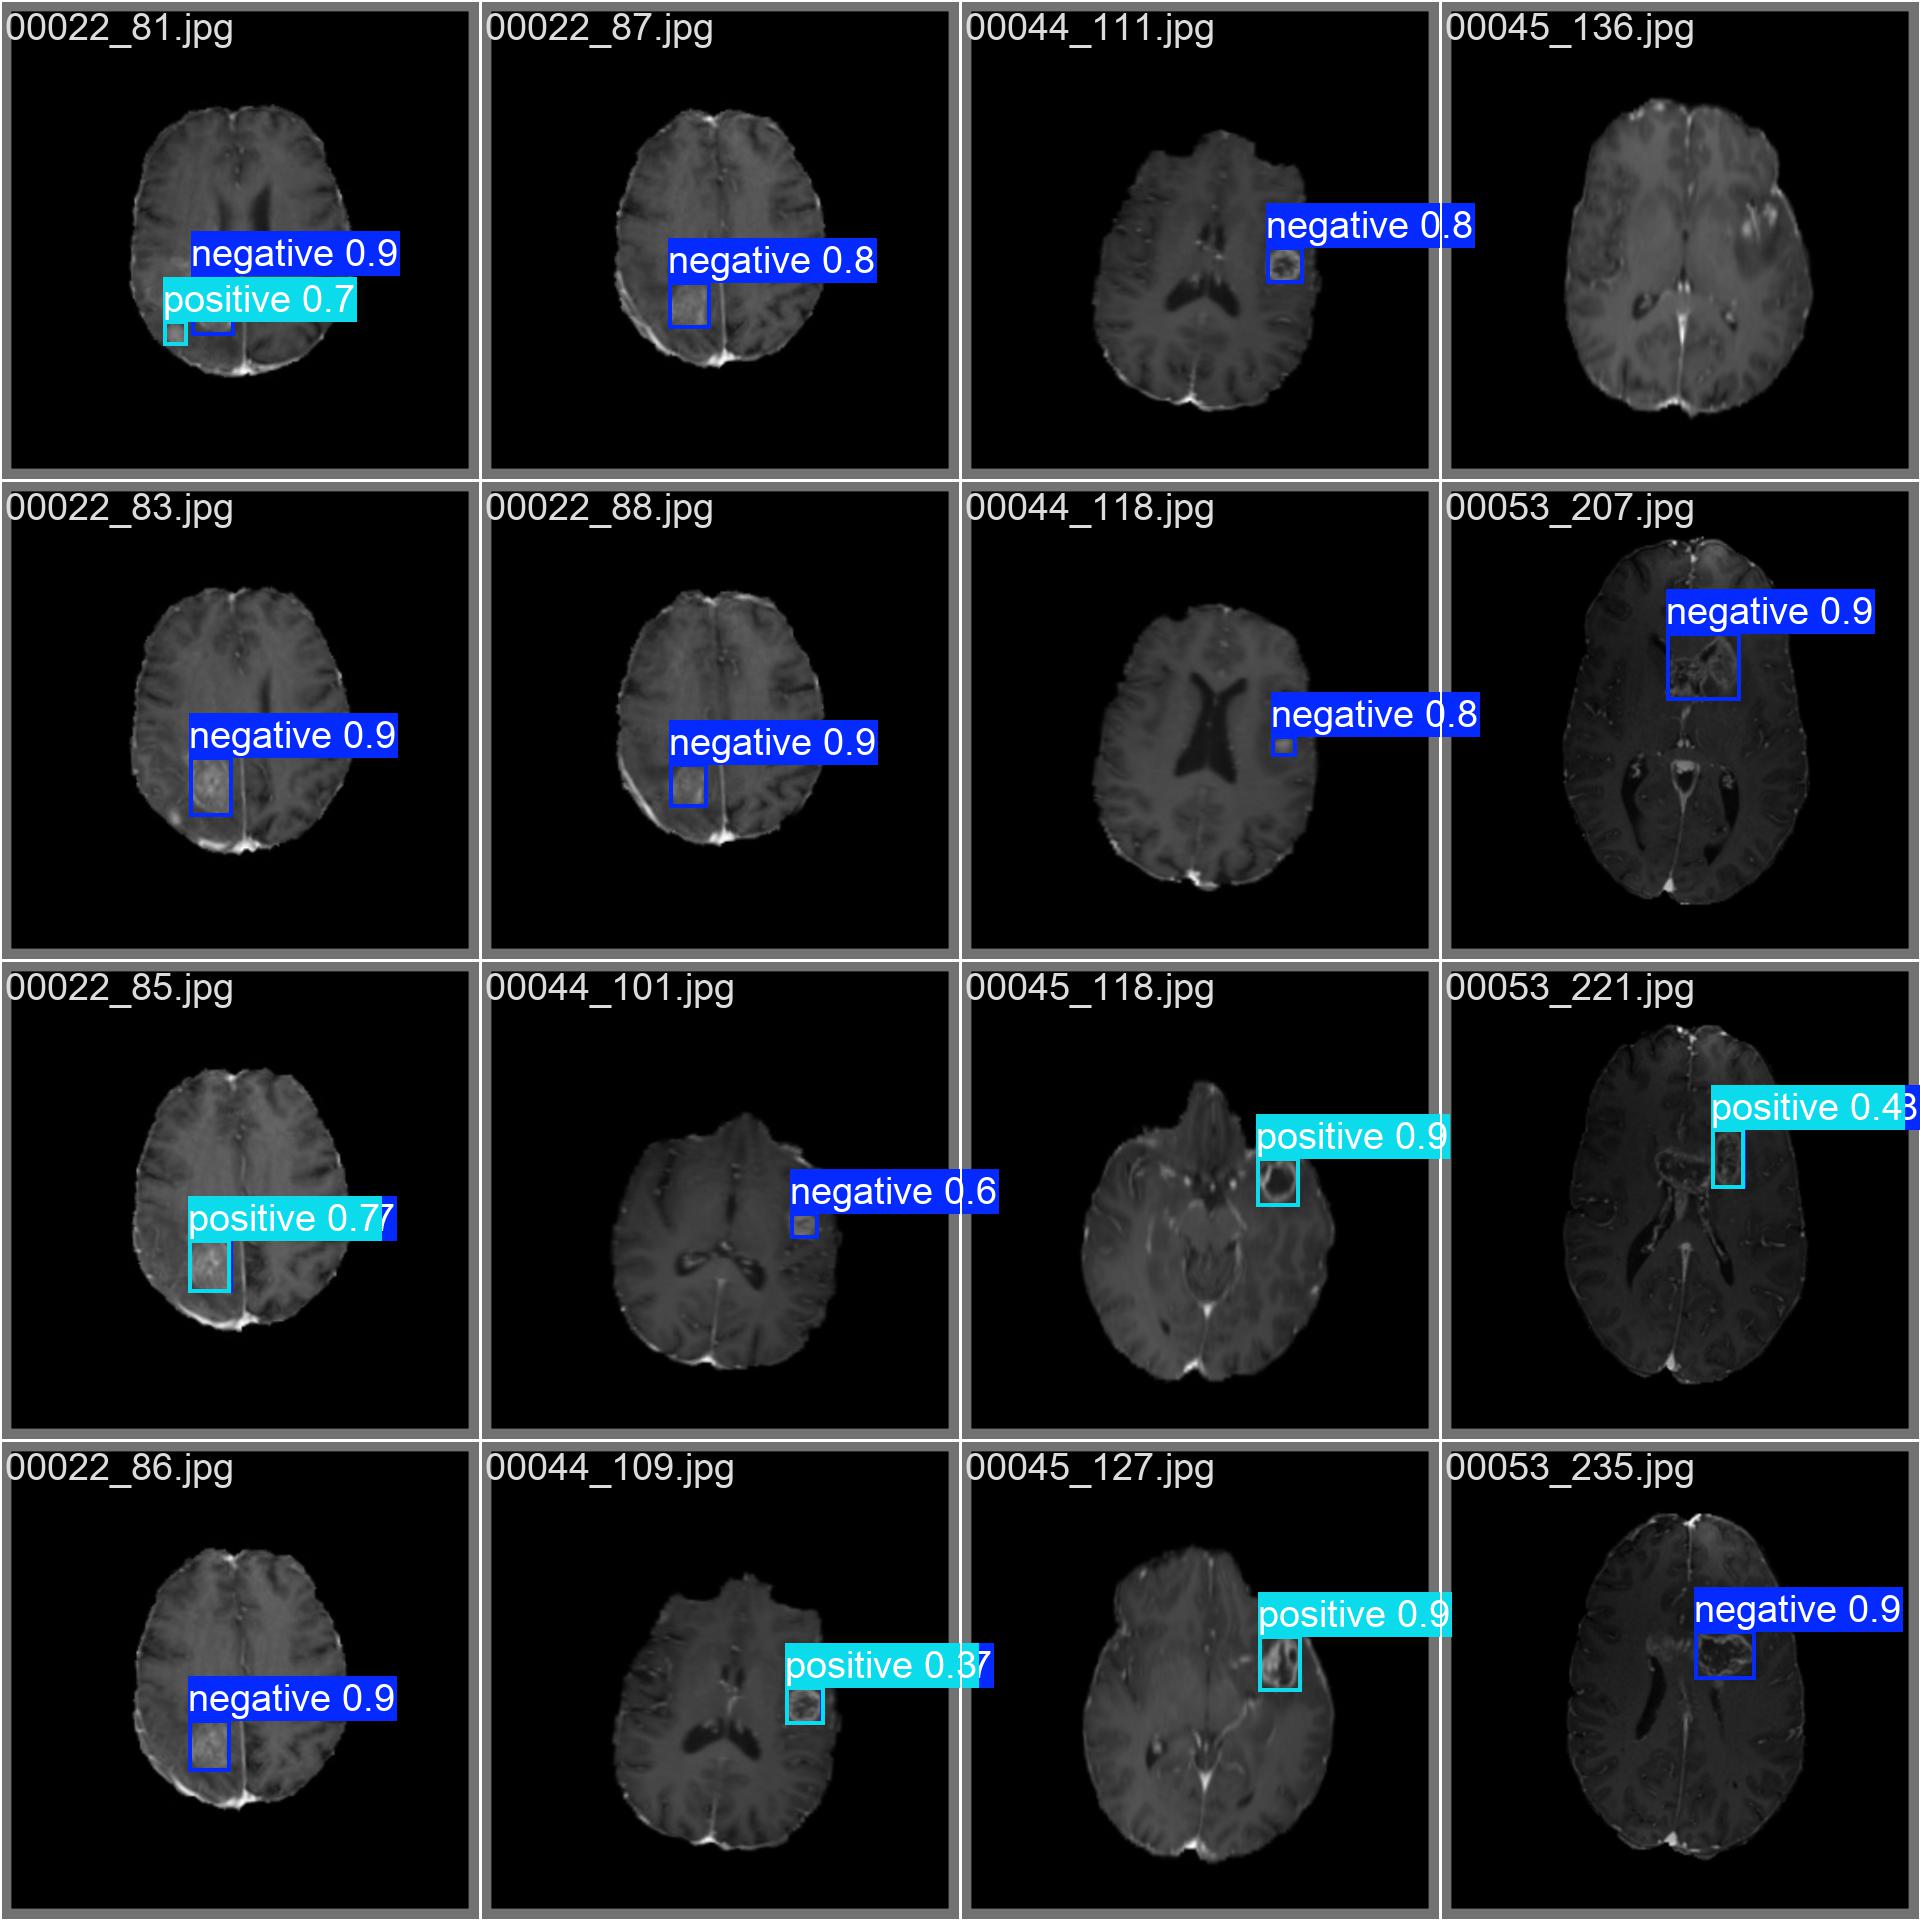 00022_81.jpg
negative 0.9
positive 0.7
00022_87.jpg
negative 0.8
00044_111.jpg
negative 0.8
00045_136.jpg
00022_83.jpg
negative 0.9
00022_88.jpg
negative 0.9
00044_118.jpg
negative 0.8
00053_207.jpg
negative 0.9
00022_85.jpg
positive 0.77
00044_101.jpg
negative 0.6
00045_118.jpg
positive 0.9
00053_221.jpg
positive 0.43
00022_86.jpg
negative 0.9
00044_109.jpg
positive 0.37
00045_127.jpg
positive 0.9
00053_235.jpg
negative 0.9